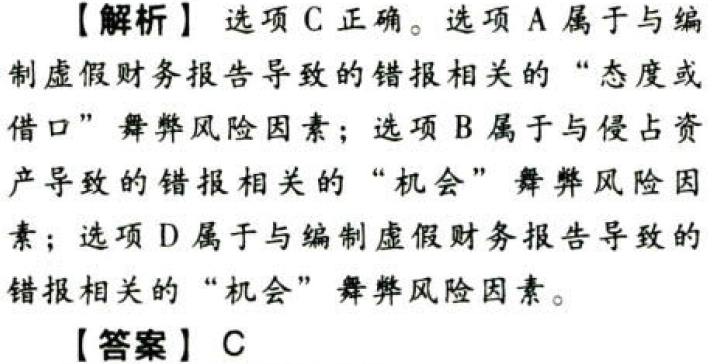 【解析】 选项 C 正确。选项 A 属于与编
制虚假财务报告导致的错报相关的“态度或
借口”舞弊风险因素；选项 B 属于与侵占资
产导致的错报相关的“机会”舞弊风险因
素；选项 D 属于与编制虚假财务报告导致的
错报相关的“机会”舞弊风险因素。
【答案】 C